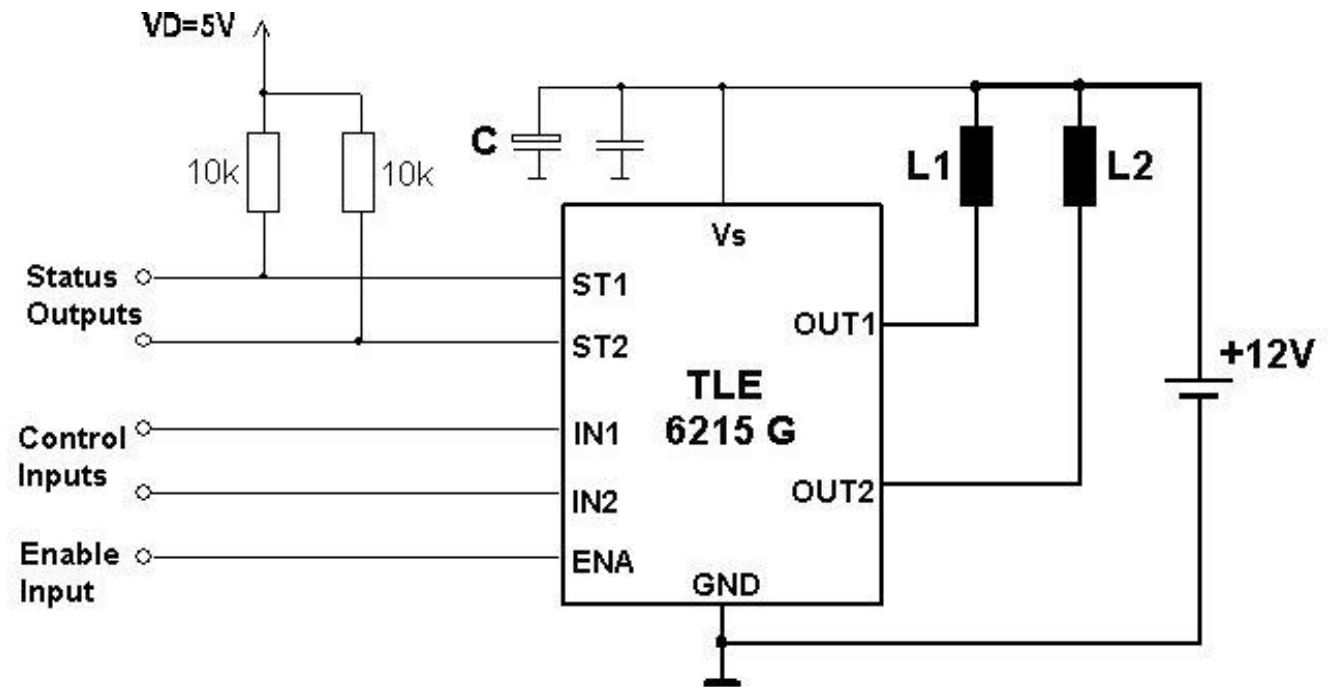 VD=5V
10k
10k
C
L1
L2
Vs
Status
Outputs
ST1
ST2
OUT1
+12V
TLE
6215 G
Control
Inputs
IN1
IN2
OUT2
Enable
Input
ENA
GND